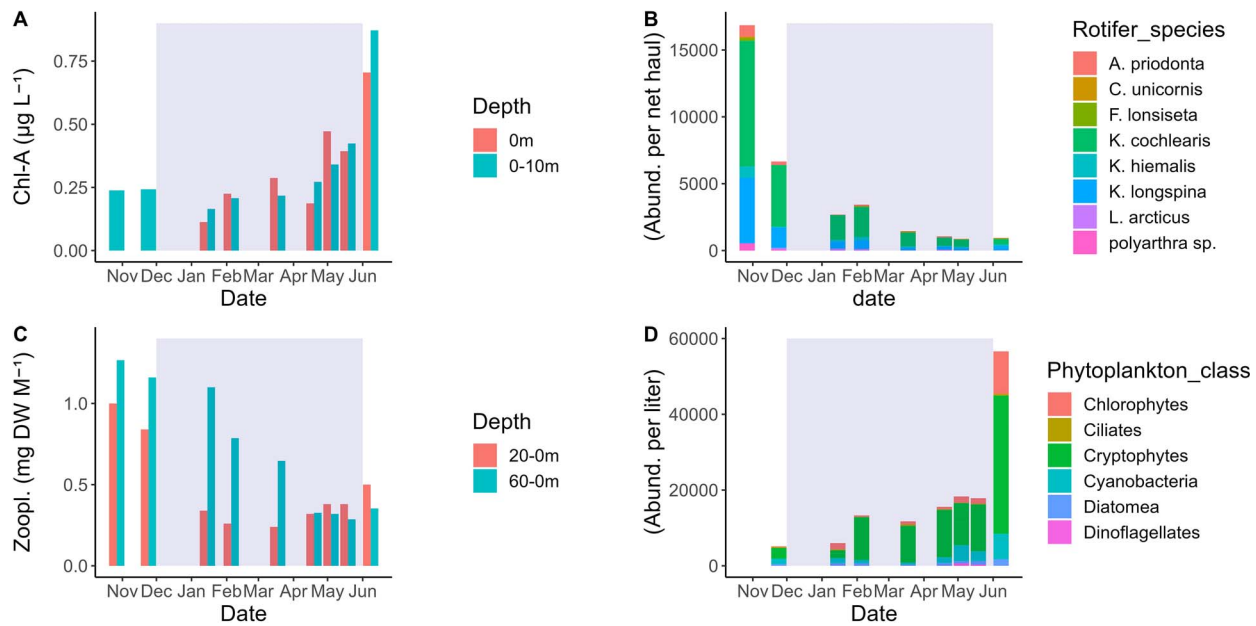 A
Chl-A (µg L⁻¹)
0.75
0.50
0.25
0.00
Nov Dec Jan Feb Mar Apr May Jun
Date
Depth
0m
0-10m
B
(Abund. per net haul)
15000
10000
5000
0
Nov Dec Jan Feb Mar Apr May Jun
date
Rotifer_species
A. priodonta
C. unicornis
F. lonsiseta
K. cochlearis
K. hiemalis
K. longspina
L. arcticus
polyarthra sp.
C
Zoopl. (mg DW M⁻¹)
1.0
0.5
0.0
Nov Dec Jan Feb Mar Apr May Jun
Date
Depth
20-0m
60-0m
D
(Abund. per liter)
60000
40000
20000
0
Nov Dec Jan Feb Mar Apr May Jun
Date
Phytoplankton_class
Chlorophytes
Ciliates
Cryptophytes
Cyanobacteria
Diatomea
Dinoflagellates